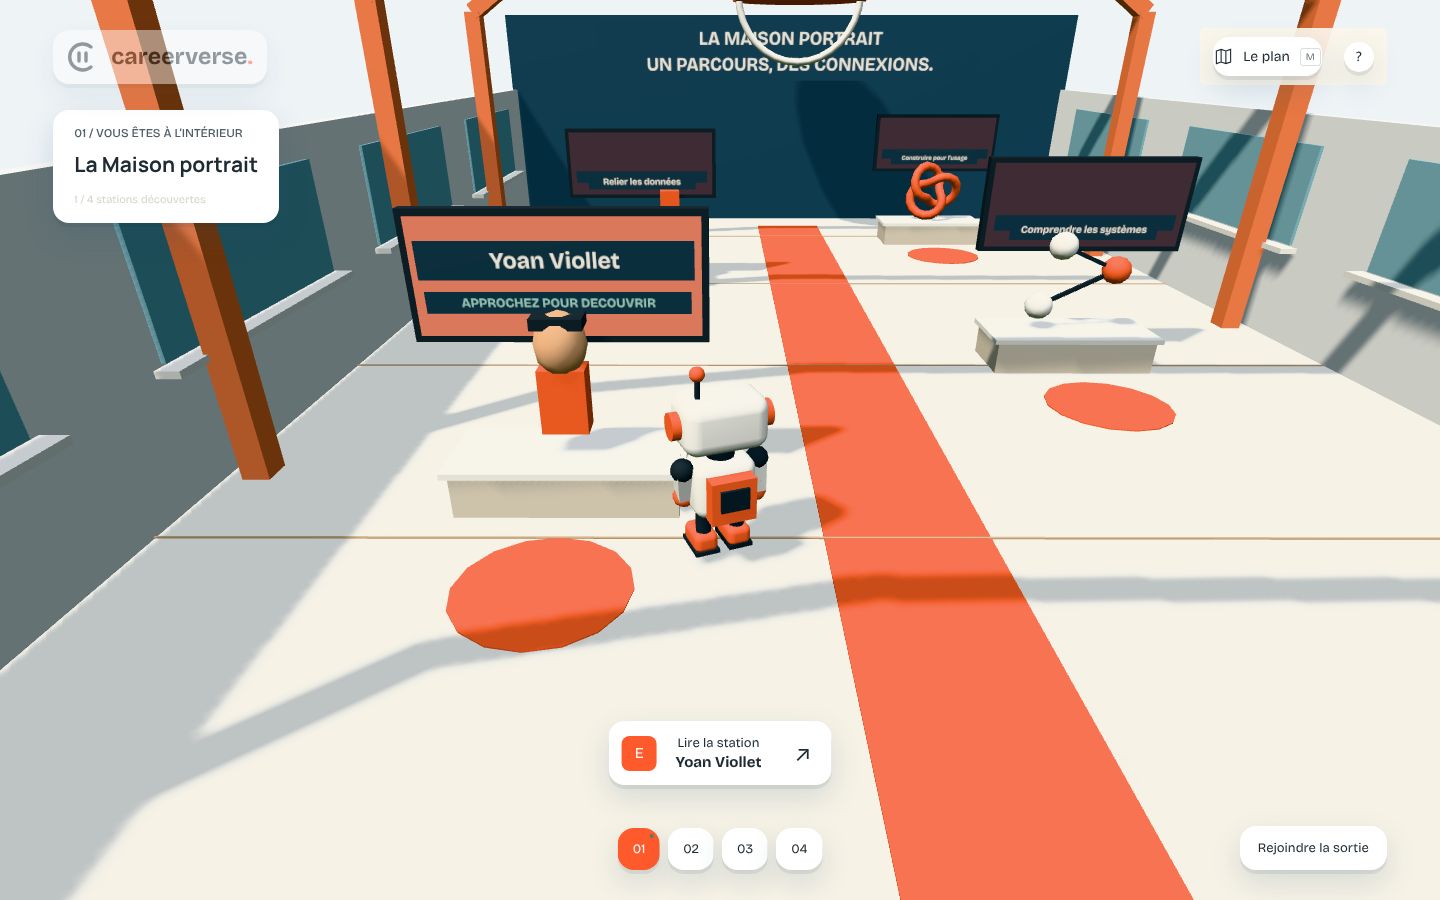 careerverse.
01 / VOUS ÊTES À L'INTÉRIEUR
La Maison portrait
1 / 4 stations découvertes
LA MAISON PORTRAIT
UN PARCOURS, DES CONNEXIONS.
Le plan M
?
Relier les données
Construire pour l'usage
Comprendre les systèmes
Yoan Viollet
APPROCHEZ POUR DECOUVRIR
E
Lire la station
Yoan Viollet
01 02 03 04
Rejoindre la sortie